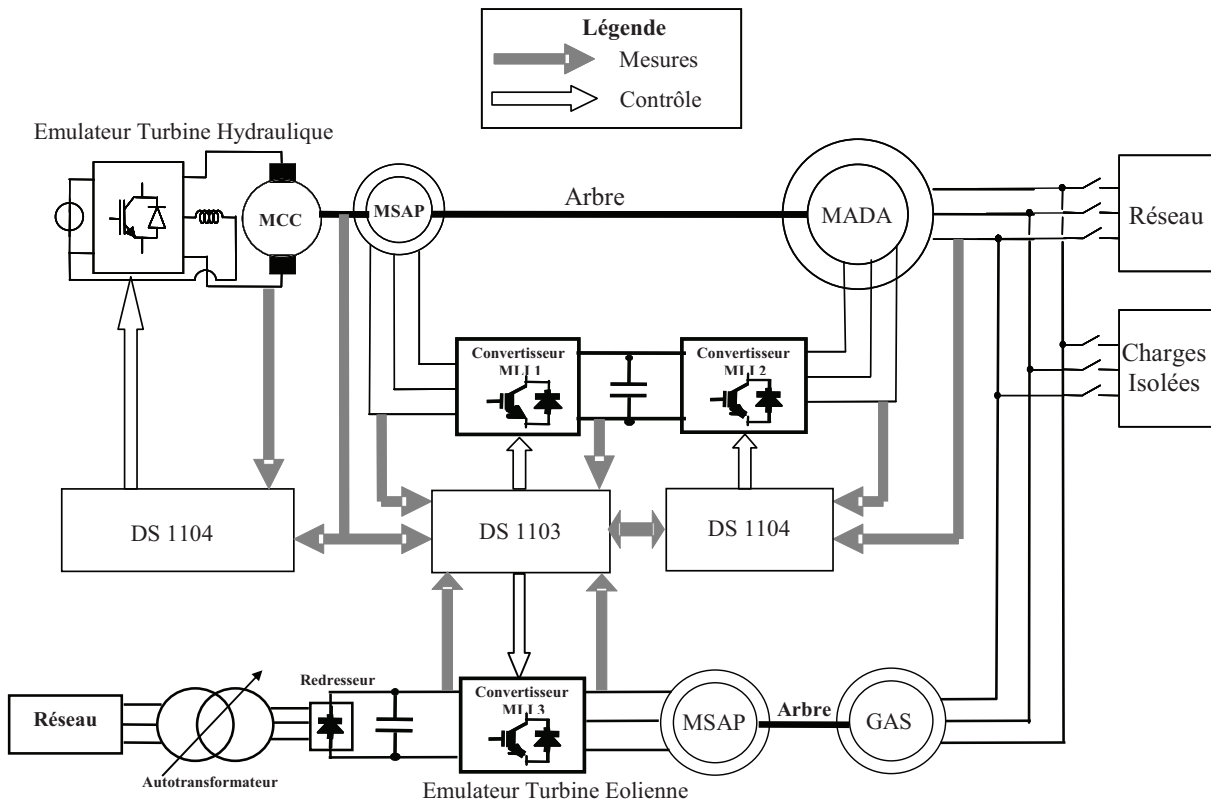 Légende
Mesures
Contrôle
Emulateur Turbine Hydraulique
MCC
MSAP
Arbre
MADA
Réseau
Convertisseur
MLI 1
Convertisseur
MLI 2
Charges
Isolées
DS 1104
DS 1103
DS 1104
Redresseur
Réseau
Autotransformateur
Convertisseur
MLI 3
MSAP
Arbre
GAS
Emulateur Turbine Eolienne